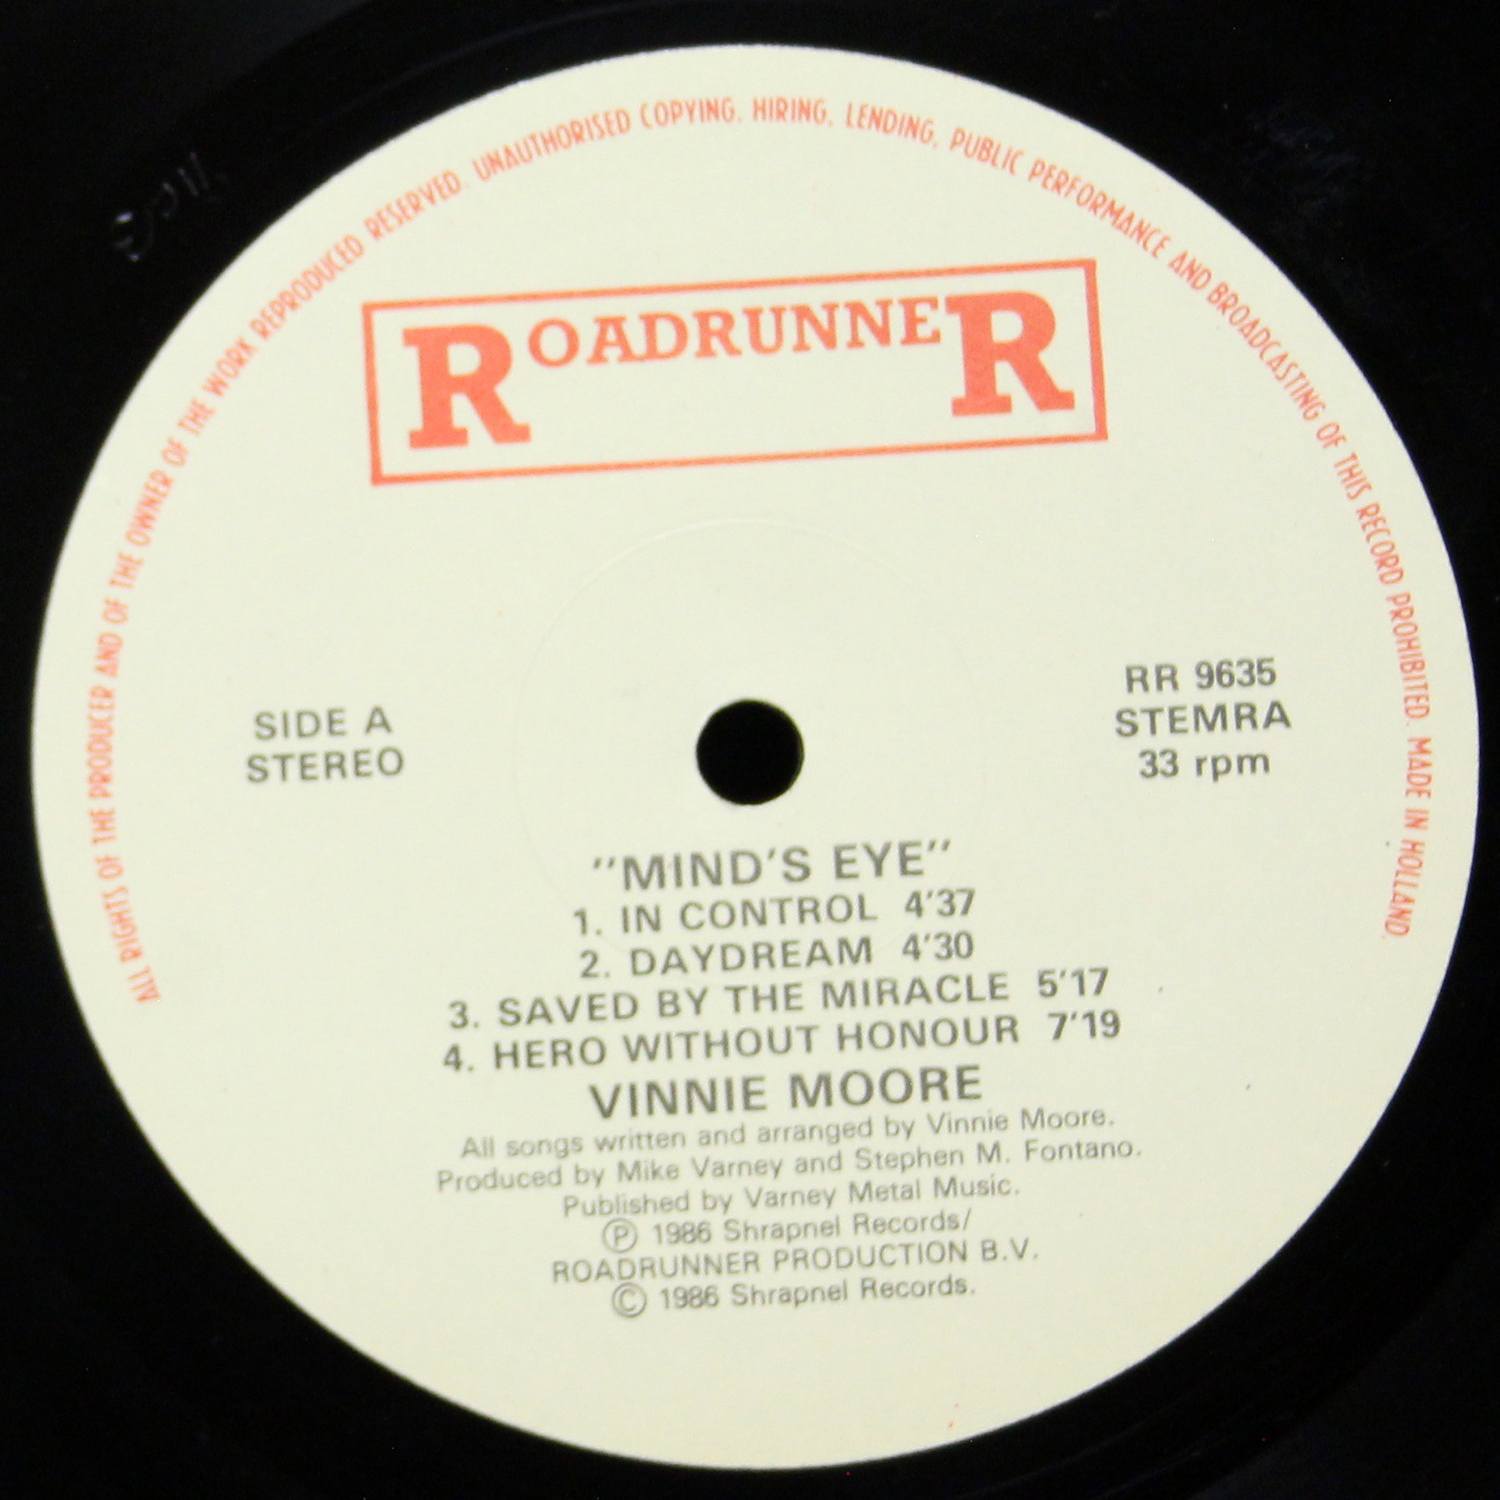 ALL RIGHTS OF THE PRODUCER AND OF THE OWNER OF THE WORK REPRODUCED RESERVED. UNAUTHORISED COPYING, HIRING, LENDING, PUBLIC PERFORMANCE AND BROADCASTING OF THIS RECORD PROHIBITED. MADE IN HOLLAND.
ROADRUNNER
SIDE A
STEREO
RR 9635
STEMRA
33 rpm
"MIND'S EYE"
1. IN CONTROL 4'37
2. DAYDREAM 4'30
3. SAVED BY THE MIRACLE 5'17
4. HERO WITHOUT HONOUR 7'19
VINNIE MOORE
All songs written and arranged by Vinnie Moore.
Produced by Mike Varney and Stephen M. Fontano.
Published by Varney Metal Music.
Ⓟ 1986 Shrapnel Records/
ROADRUNNER PRODUCTION B.V.
© 1986 Shrapnel Records.